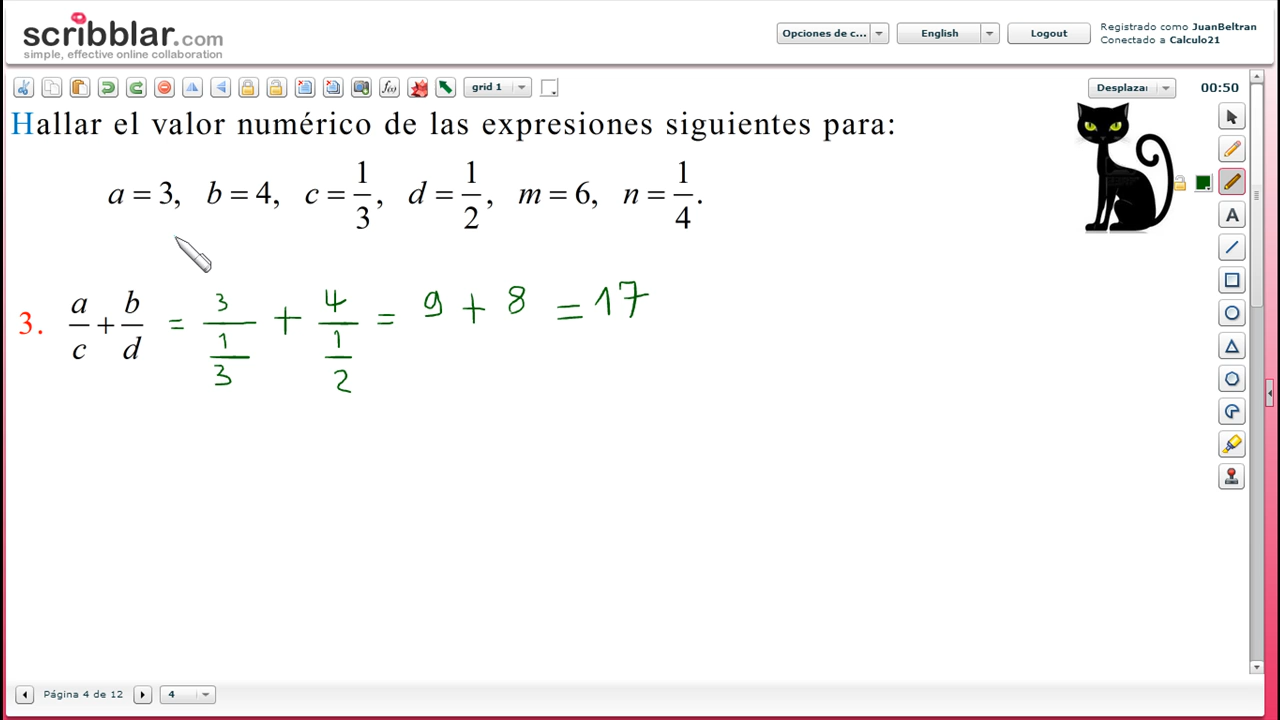 scribblar.com
simple, effective online collaboration
Opciones de c... English Logout
Registrado como JuanBeltran
Conectado a Calculo21
f(x) grid 1 Desplaza 00:50
Hallar el valor numérico de las expresiones siguientes para:
a = 3, b = 4, c = 1/3, d = 1/2, m = 6, n = 1/4.
3. a/c + b/d = 3/(1/3) + 4/(1/2) = 9 + 8 = 17
A
Página 4 de 12 4